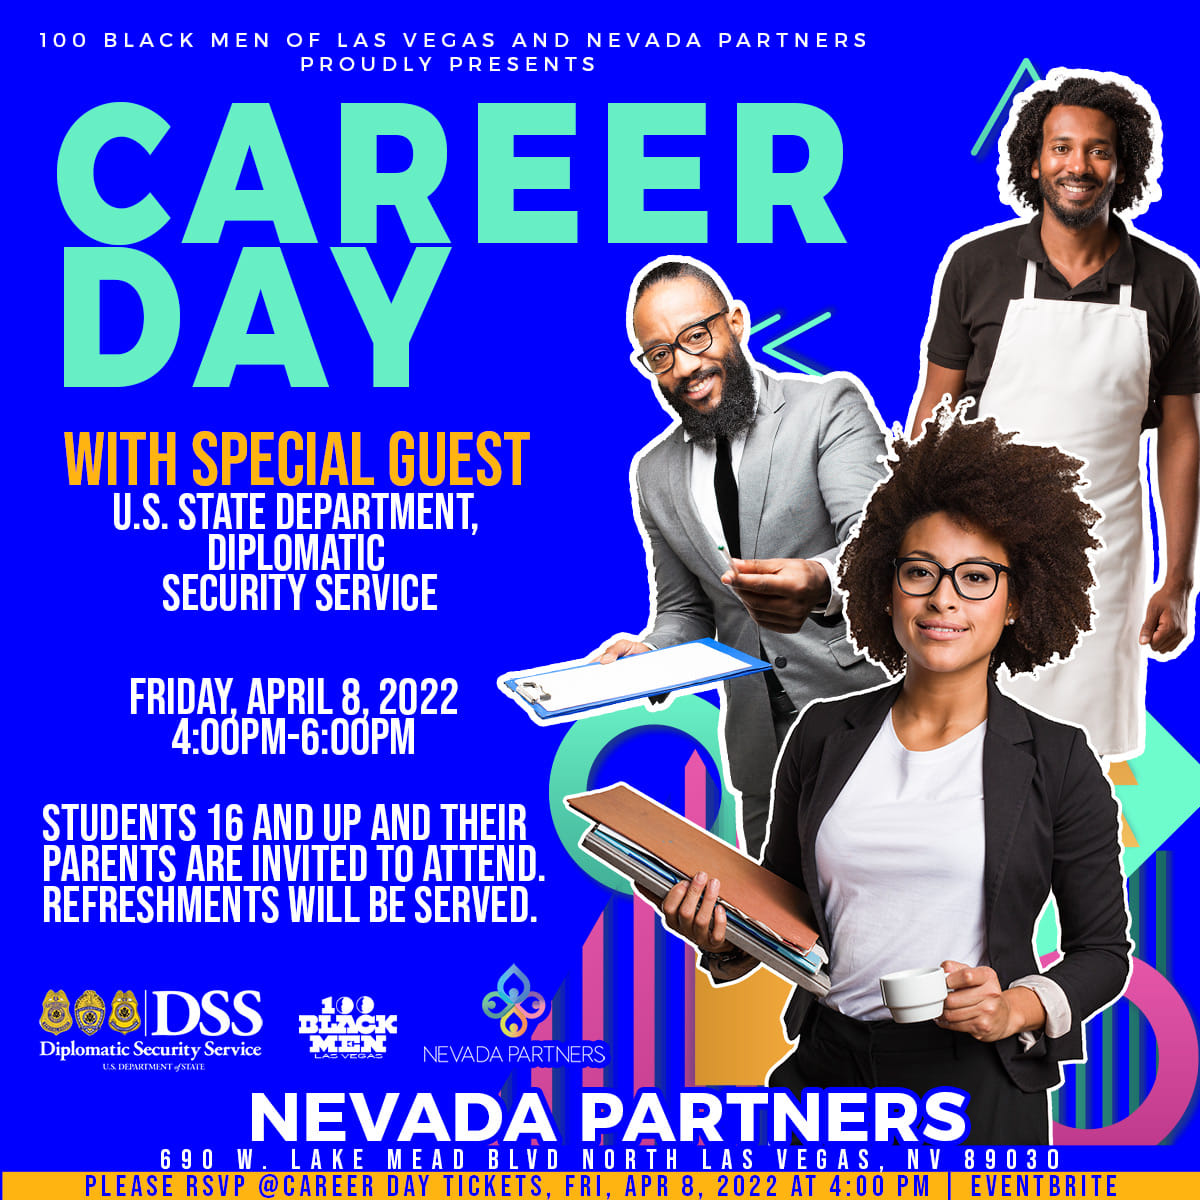 100 BLACK MEN OF LAS VEGAS AND NEVADA PARTNERS
PROUDLY PRESENTS
CAREER
DAY
WITH SPECIAL GUEST
U.S. STATE DEPARTMENT,
DIPLOMATIC
SECURITY SERVICE
FRIDAY, APRIL 8, 2022
4:00PM-6:00PM
STUDENTS 16 AND UP AND THEIR
PARENTS ARE INVITED TO ATTEND.
REFRESHMENTS WILL BE SERVED.
DSS
Diplomatic Security Service
U.S. DEPARTMENT of STATE
100
BLACK
MEN
LAS VEGAS
NEVADA PARTNERS
NEVADA PARTNERS
690 W. LAKE MEAD BLVD NORTH LAS VEGAS, NV 89030
PLEASE RSVP @CAREER DAY TICKETS, FRI, APR 8, 2022 AT 4:00 PM | EVENTBRITE